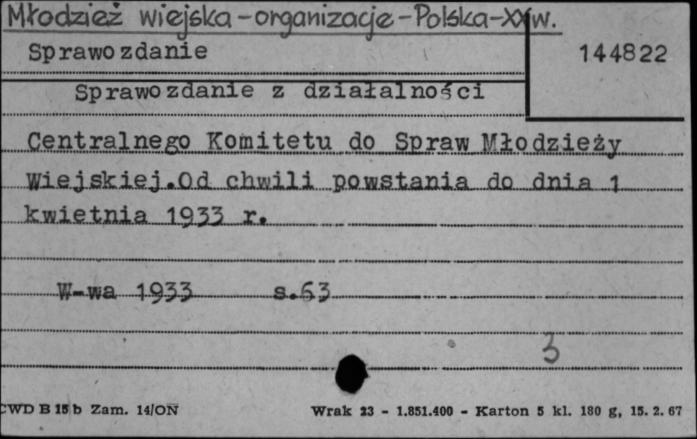 Młodzież wiejska - organizacje - Polska - XX w.
Sprawozdanie
144822
Sprawozdanie z działalności
Centralnego Komitetu do Spraw Młodzieży
Wiejskiej.Od chwili powstania do dnia 1
kwietnia 1933 r.
W-wa 1933 s.63
3
CWD B 15 b Zam. 14/ON Wrak 23 - 1.851.400 - Karton 5 kl. 180 g, 15. 2. 67